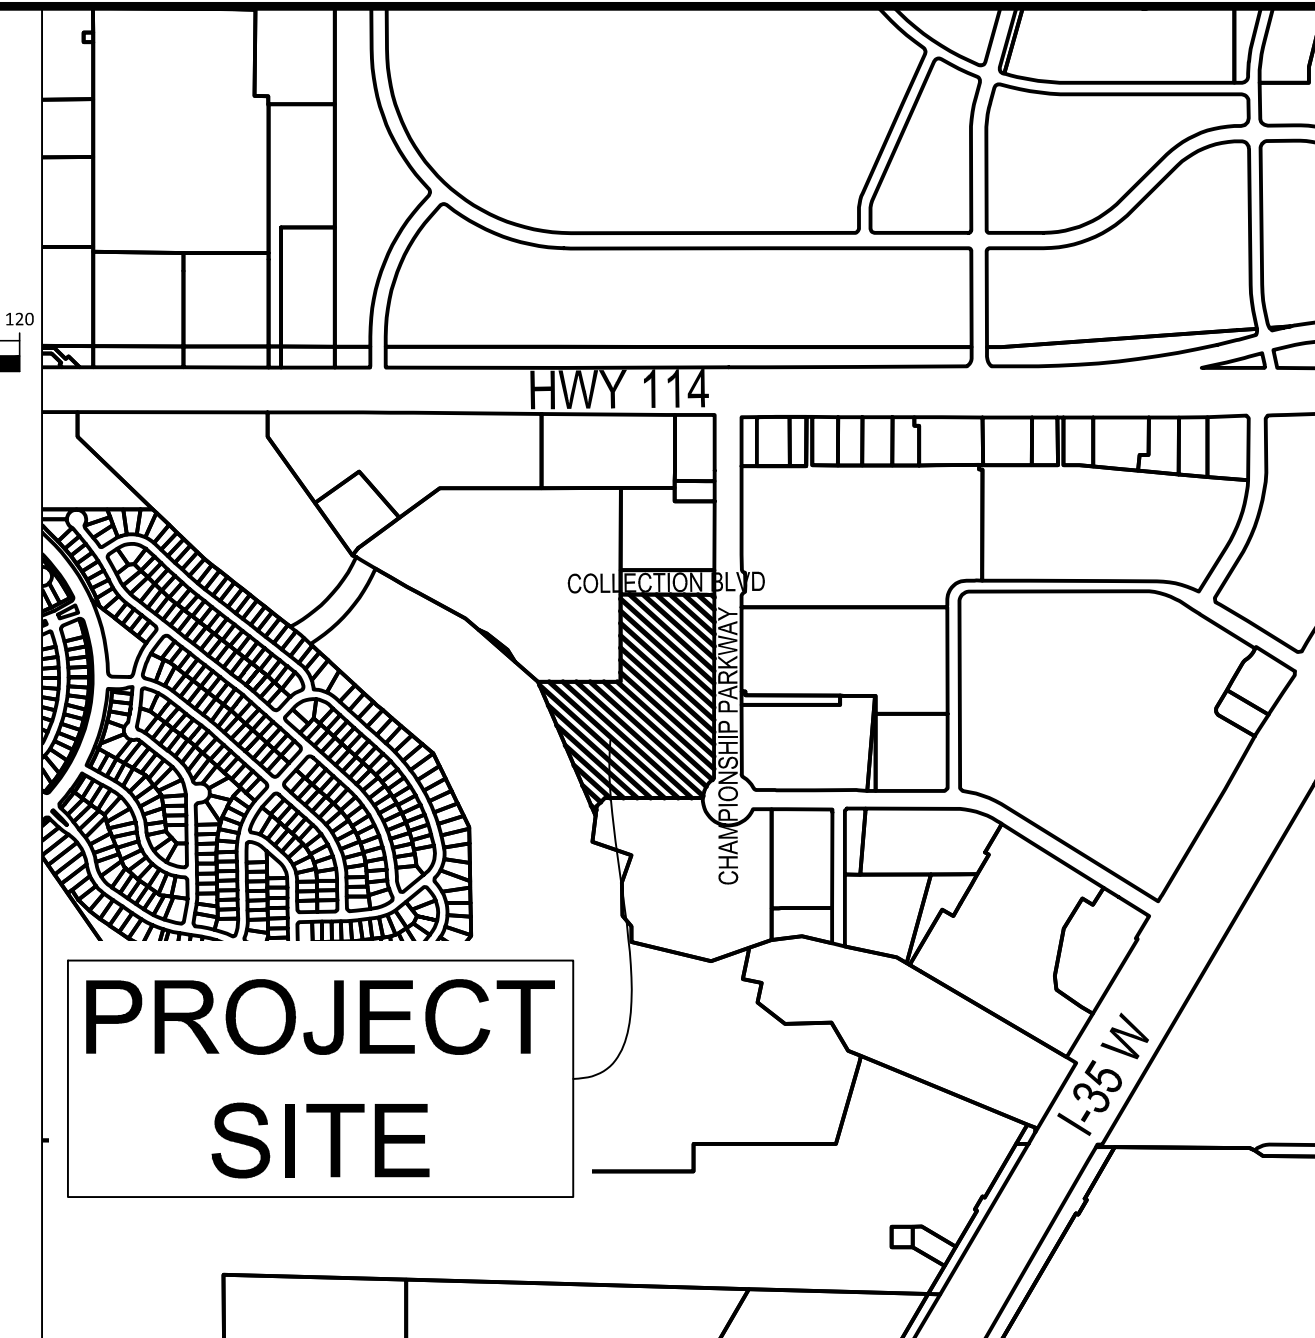 120
HWY 114
COLLECTION BLVD
CHAMPIONSHIP PARKWAY
PROJECT
SITE
I-35 W